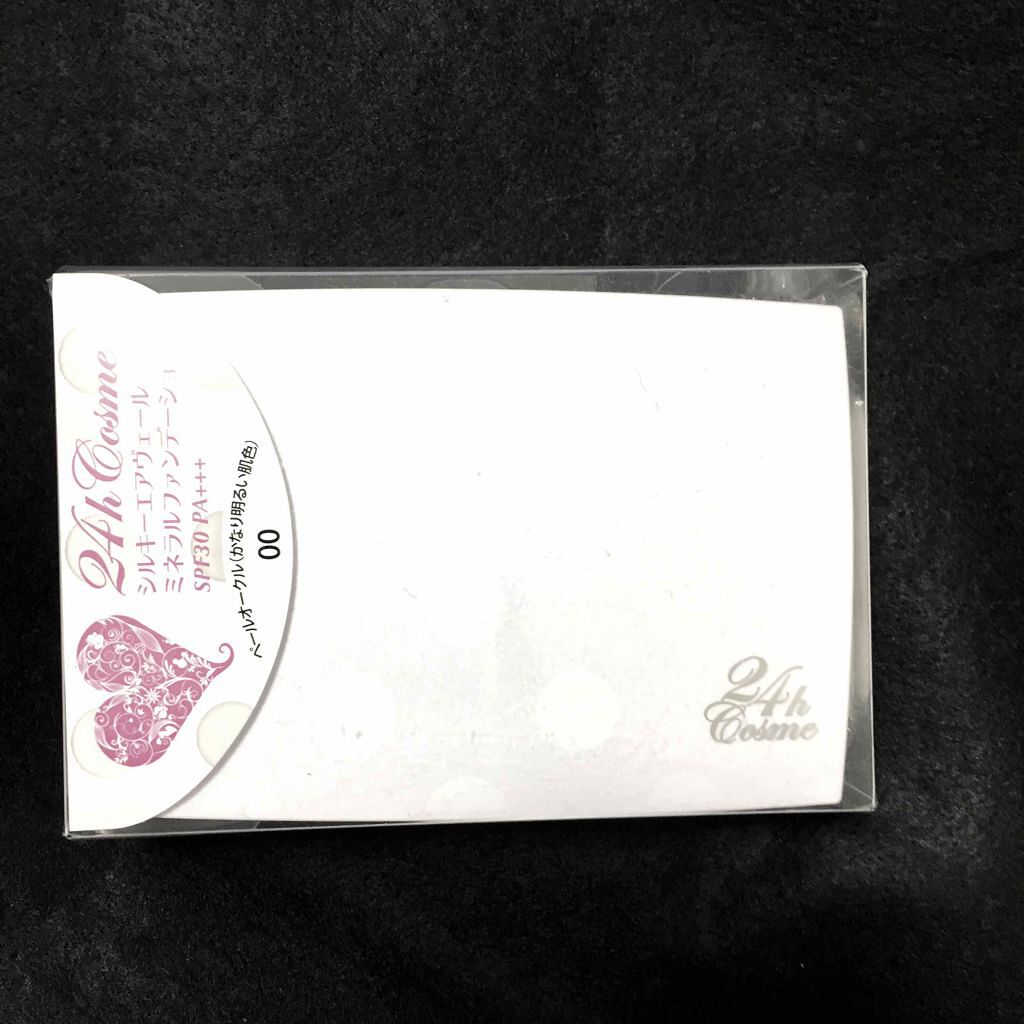 24h Cosme
シルキーエアヴェール
ミネラルファンデーショ
SPF30 PA+++
ペールオークル(かなり明るい肌色)
00
24h
Cosme